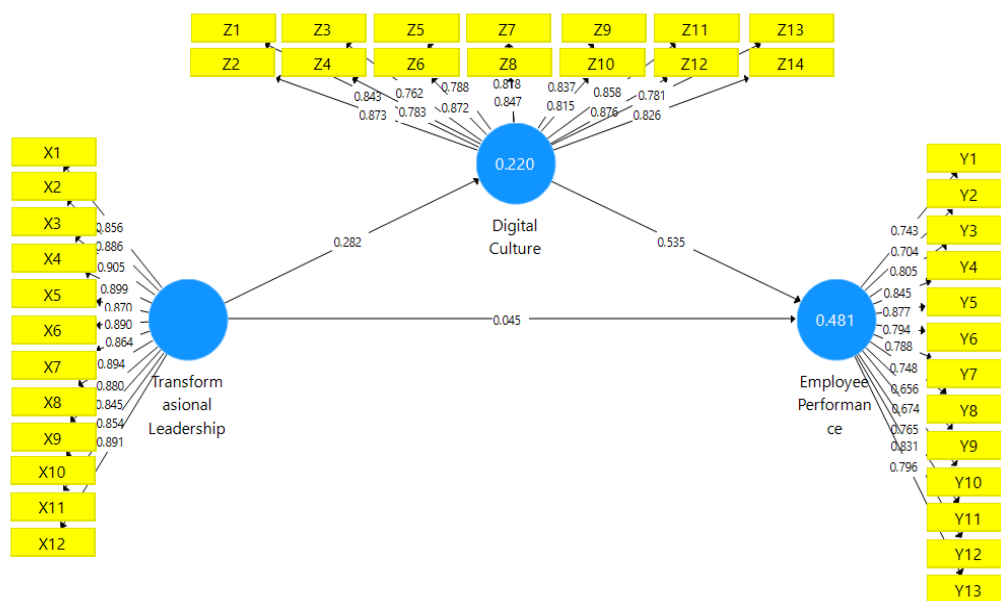 Z1 Z3 Z5 Z7 Z9 Z11 Z13
Z2 Z4 Z6 Z8 Z10 Z12 Z14
0.843 0.762 0.788 0.818 0.837 0.858 0.781
0.873 0.783 0.872 0.847 0.815 0.876 0.826
0.220
Digital
Culture
X1
X2
X3
X4
X5
X6
X7
X8
X9
X10
X11
X12
0.856
0.886
0.905
0.899
0.870
0.890
0.864
0.894
0.880
0.845
0.854
0.891
Transform
asional
Leadership
0.282
0.535
0.045
0.481
Employee
Performan
ce
0.743
0.704
0.805
0.845
0.877
0.794
0.788
0.748
0.656
0.674
0.765
0.831
0.796
Y1
Y2
Y3
Y4
Y5
Y6
Y7
Y8
Y9
Y10
Y11
Y12
Y13